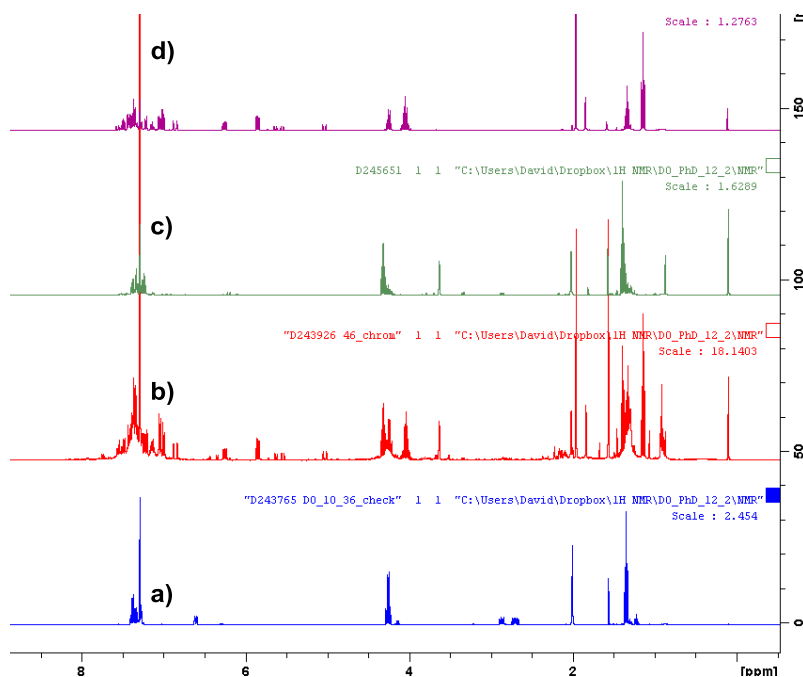 d)
Scale : 1.2763
150
D245651 1 1 "C:\Users\David\Dropbox\1H NMR\DO_PhD_12_2\NMR"
Scale : 1.6289
c)
100
"D243926 46_chrom" 1 1 "C:\Users\David\Dropbox\1H NMR\DO_PhD_12_2\NMR"
Scale : 18.1403
b)
50
"D243765 DO_10_36_check" 1 1 "C:\Users\David\Dropbox\1H NMR\DO_PhD_12_2\NMR"
Scale : 2.454
a)
0
8 6 4 2 [ppm]